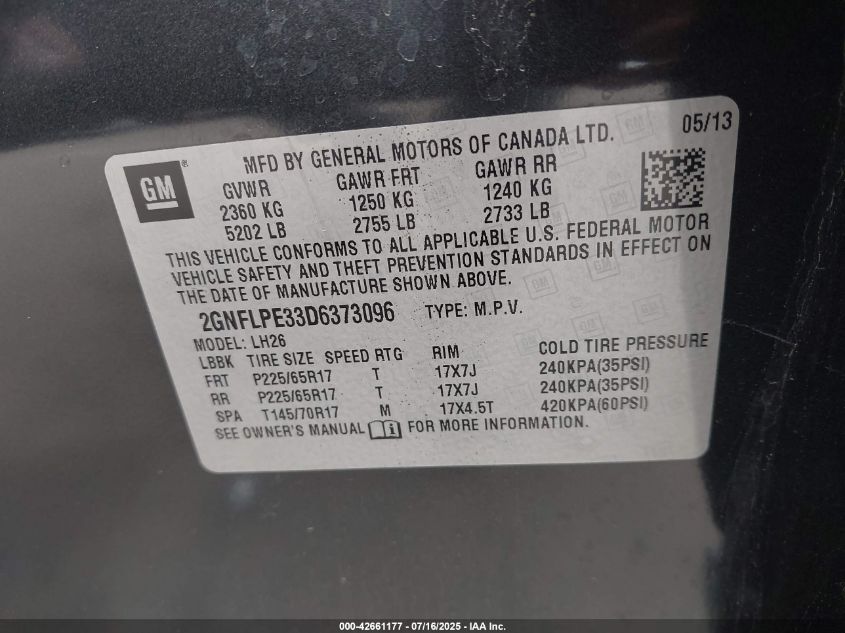 GM
®
MFD BY GENERAL MOTORS OF CANADA LTD.
05/13
GVWR GAWR FRT GAWR RR
2360 KG 1250 KG 1240 KG
5202 LB 2755 LB 2733 LB
THIS VEHICLE CONFORMS TO ALL APPLICABLE U.S. FEDERAL MOTOR
VEHICLE SAFETY AND THEFT PREVENTION STANDARDS IN EFFECT ON
THE DATE OF MANUFACTURE SHOWN ABOVE.
2GNFLPE33D6373096 TYPE: M.P.V.
MODEL: LH26
LBBK TIRE SIZE SPEED RTG RIM COLD TIRE PRESSURE
FRT P225/65R17 T 17X7J 240KPA(35PSI)
RR P225/65R17 T 17X7J 240KPA(35PSI)
SPA T145/70R17 M 17X4.5T 420KPA(60PSI)
SEE OWNER'S MANUAL i FOR MORE INFORMATION.
000-42661177 - 07/16/2025 - IAA Inc.